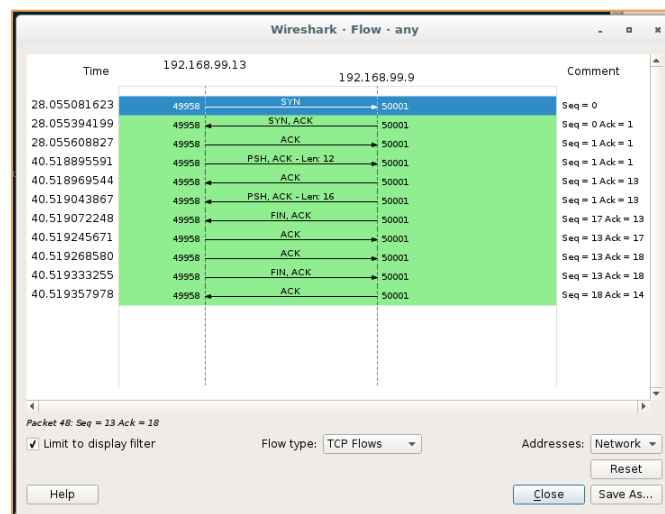 Wireshark · Flow · any
Time 192.168.99.13 192.168.99.9 Comment
28.055081623 49958 SYN 50001 Seq = 0
28.055394199 49958 SYN, ACK 50001 Seq = 0 Ack = 1
28.055608827 49958 ACK 50001 Seq = 1 Ack = 1
40.518895591 49958 PSH, ACK - Len: 12 50001 Seq = 1 Ack = 1
40.518969544 49958 ACK 50001 Seq = 1 Ack = 13
40.519043867 49958 PSH, ACK - Len: 16 50001 Seq = 1 Ack = 13
40.519072248 49958 FIN, ACK 50001 Seq = 17 Ack = 13
40.519245671 49958 ACK 50001 Seq = 13 Ack = 17
40.519268580 49958 ACK 50001 Seq = 13 Ack = 18
40.519333255 49958 FIN, ACK 50001 Seq = 13 Ack = 18
40.519357978 49958 ACK 50001 Seq = 18 Ack = 14
Packet 48: Seq = 13 Ack = 18
Limit to display filter Flow type: TCP Flows Addresses: Network
Reset
Help Close Save As...